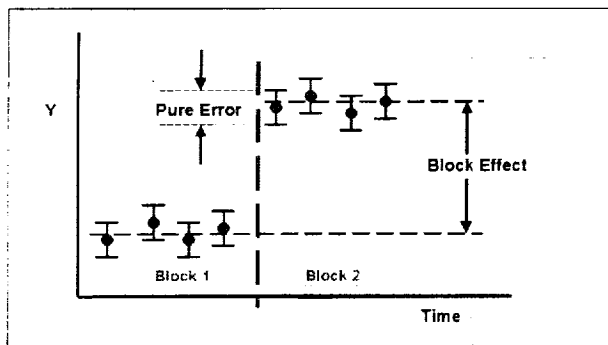 Y
Pure Error
Block Effect
Block 1
Block 2
Time